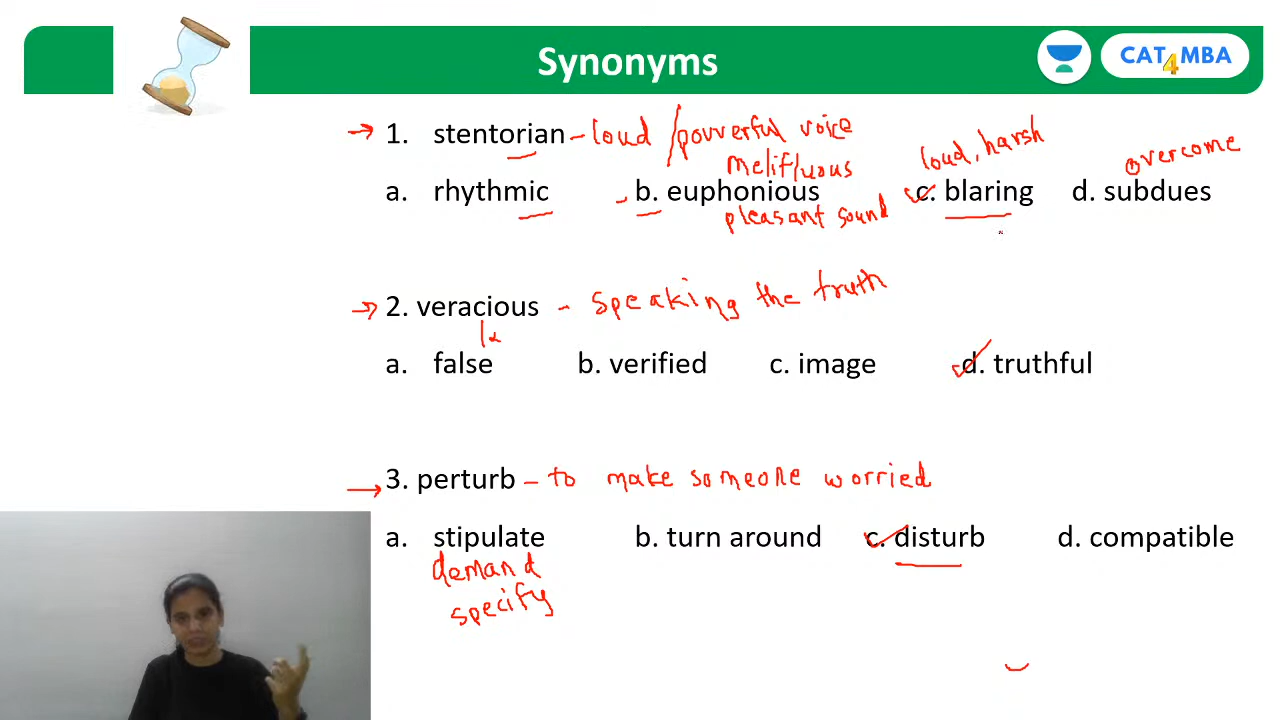 Synonyms
CAT4MBA
1. stentorian - loud / powerful voice
melifluous
loud, harsh
overcome
a. rhythmic b. euphonious c. blaring d. subdues
pleasant sound
2. veracious - speaking the truth
a. false b. verified c. image d. truthful
3. perturb - to make someone worried
a. stipulate b. turn around c. disturb d. compatible
demand
specify